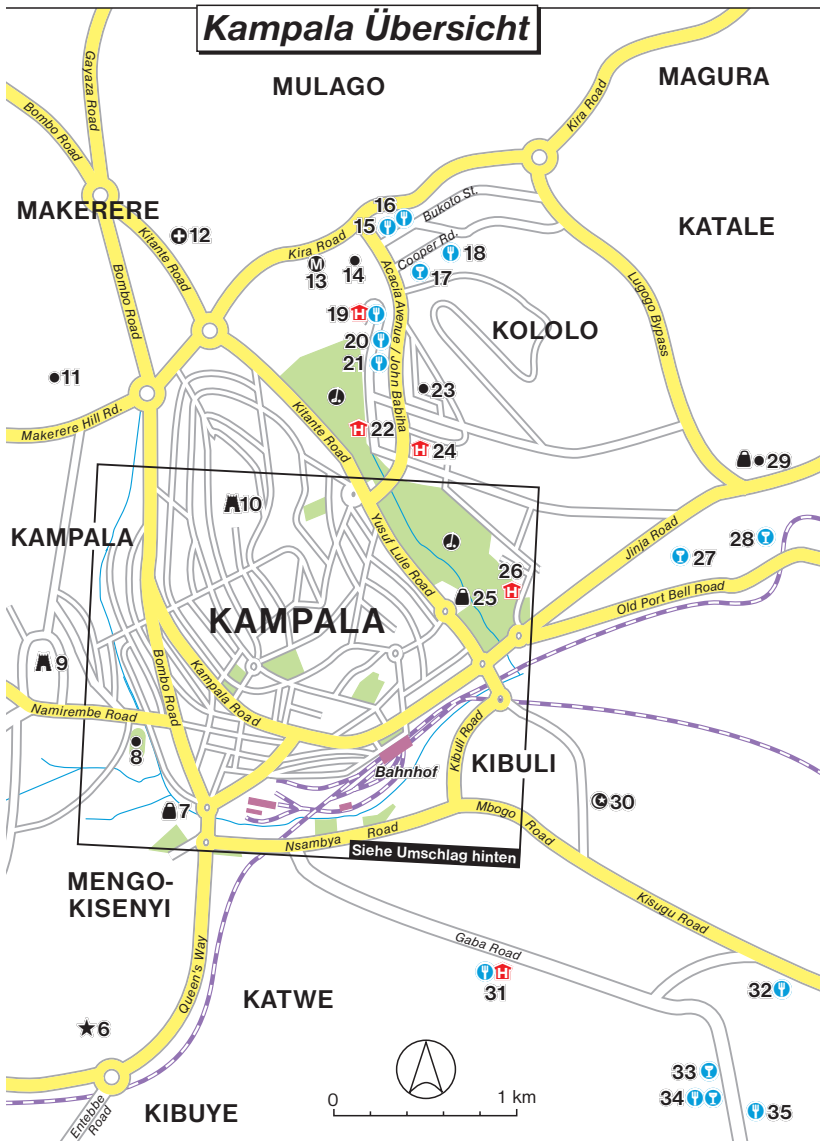 Kampala Übersicht
MULAGO
MAGURA
Gayaza Road
Bombo Road
Kira Road
MAKERERE
12
Kitante Road
16
15
Bukoto St.
Kira Road
Cooper Rd.
18
17
M
13
14
KATALE
Bombo Road
Acacia Avenue / John Babiha
Lugogo Bypass
H
19
20
21
KOLOLO
11
23
Makerere Hill Rd.
Kitante Road
H
22
H
24
29
10
KAMPALA
Yusuf Lule Road
Jinja Road
28
27
26
H
25
Old Port Bell Road
KAMPALA
9
Bombo Road
Kampala Road
Namirembe Road
8
Kibuli Road
Bahnhof
KIBULI
7
30
Nsambya Road
Mbogo Road
Siehe Umschlag hinten
MENGO-
KISENYI
Kisugu Road
Queen's Way
Gaba Road
H
31
32
KATWE
6
33
34
35
0
1 km
Entebbe
Road
KIBUYE